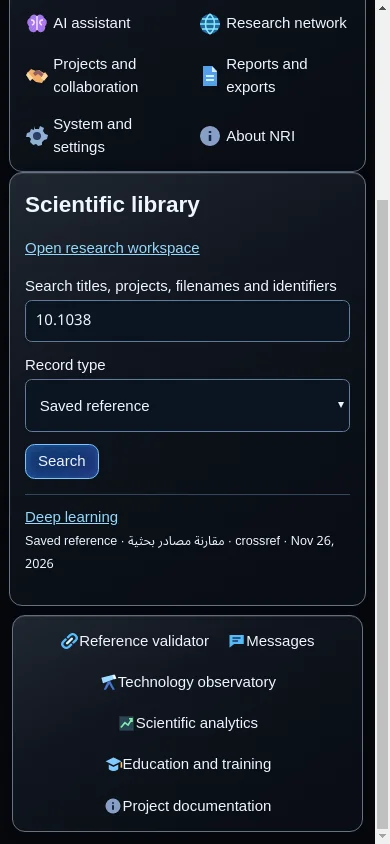 AI assistant
Research network
Projects and
collaboration
Reports and
exports
System and
settings
About NRI
Scientific library
Open research workspace
Search titles, projects, filenames and identifiers
10.1038
Record type
Saved reference
Search
Deep learning
Saved reference · مقارنة مصادر بحثية · crossref · Nov 26,
2026
Reference validator
Messages
Technology observatory
Scientific analytics
Education and training
Project documentation